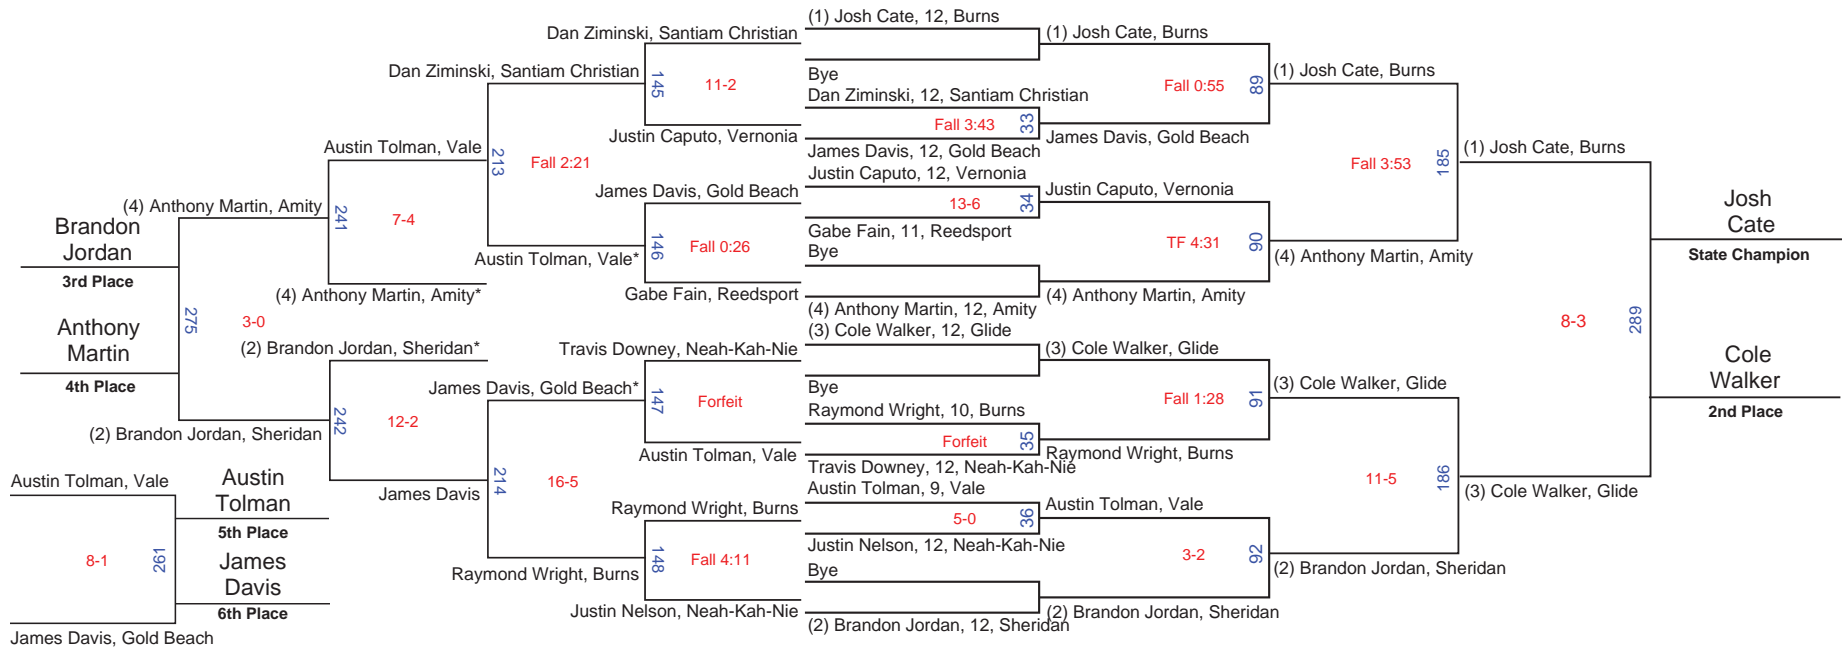 (1) Josh Cate, 12, Burns
Dan Ziminski, Santiam Christian
(1) Josh Cate, Burns
Dan Ziminski, Santiam Christian
145
11-2
Bye
Dan Ziminski, 12, Santiam Christian
Fall 0:55
89
(1) Josh Cate, Burns
Fall 3:43
33
Justin Caputo, Vernonia
James Davis, Gold Beach
Austin Tolman, Vale
213
Fall 2:21
James Davis, 12, Gold Beach
Justin Caputo, 12, Vernonia
Fall 3:53
185
(1) Josh Cate, Burns
James Davis, Gold Beach
13-6
34
Justin Caputo, Vernonia
(4) Anthony Martin, Amity
241
7-4
Josh
Cate
Brandon
Jordan
146
Fall 0:26
Gabe Fain, 11, Reedsport
Bye
TF 4:31
90
State Champion
Austin Tolman, Vale*
(4) Anthony Martin, Amity
3rd Place
(4) Anthony Martin, Amity*
Gabe Fain, Reedsport
(4) Anthony Martin, Amity
(4) Anthony Martin, 12, Amity
(3) Cole Walker, 12, Glide
275
3-0
8-3
289
Anthony
Martin
(2) Brandon Jordan, Sheridan*
Travis Downey, Neah-Kah-Nie
(3) Cole Walker, Glide
Cole
Walker
4th Place
James Davis, Gold Beach*
147
Forfeit
Bye
Raymond Wright, 10, Burns
Fall 1:28
91
(3) Cole Walker, Glide
2nd Place
242
12-2
(2) Brandon Jordan, Sheridan
Forfeit
35
Austin Tolman, Vale
Raymond Wright, Burns
Travis Downey, 12, Neah-Kah-Nie
Austin Tolman, 9, Vale
Austin Tolman, Vale
Austin
Tolman
James Davis
214
16-5
11-5
186
(3) Cole Walker, Glide
Raymond Wright, Burns
5-0
36
Austin Tolman, Vale
5th Place
Justin Nelson, 12, Neah-Kah-Nie
8-1
261
James
Davis
148
Fall 4:11
Bye
3-2
92
Raymond Wright, Burns
(2) Brandon Jordan, Sheridan
6th Place
Justin Nelson, Neah-Kah-Nie
(2) Brandon Jordan, Sheridan
(2) Brandon Jordan, 12, Sheridan
James Davis, Gold Beach